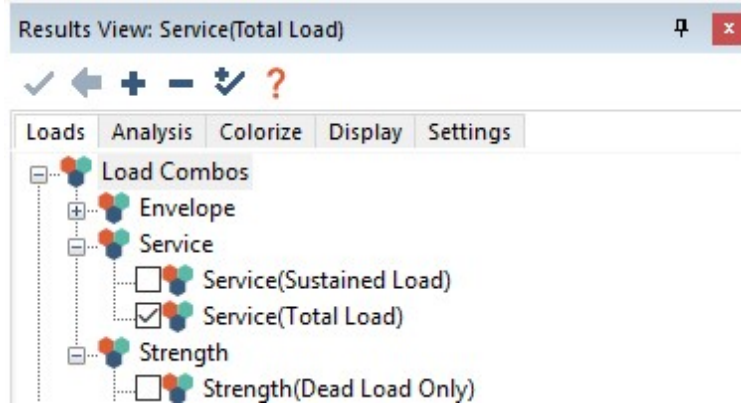 Results View: Service(Total Load)
Loads Analysis Colorize Display Settings
Load Combos
Envelope
Service
Service(Sustained Load)
Service(Total Load)
Strength
Strength(Dead Load Only)